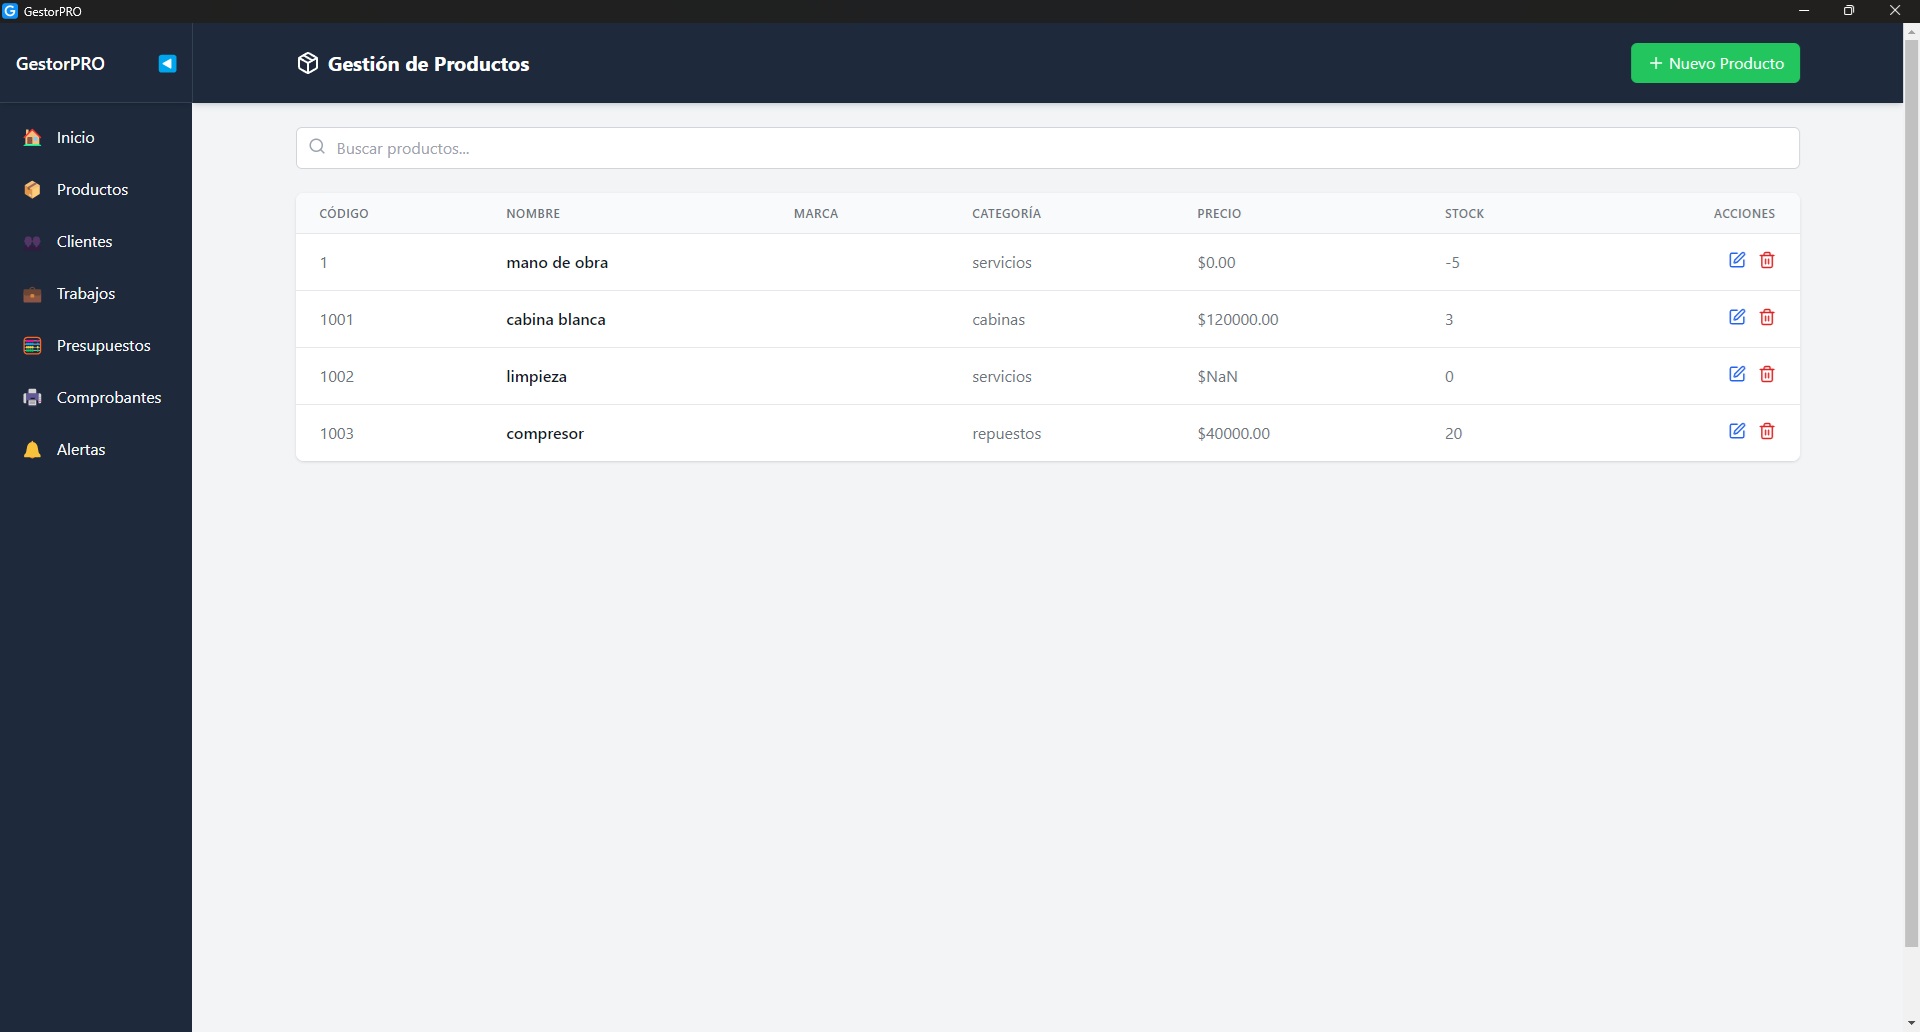 GestorPRO
GestorPRO
Gestión de Productos
+ Nuevo Producto
Inicio
Productos
Clientes
Trabajos
Presupuestos
Comprobantes
Alertas
Buscar productos...
CÓDIGO NOMBRE MARCA CATEGORÍA PRECIO STOCK ACCIONES
1 mano de obra servicios $0.00 -5
1001 cabina blanca cabinas $120000.00 3
1002 limpieza servicios $NaN 0
1003 compresor repuestos $40000.00 20